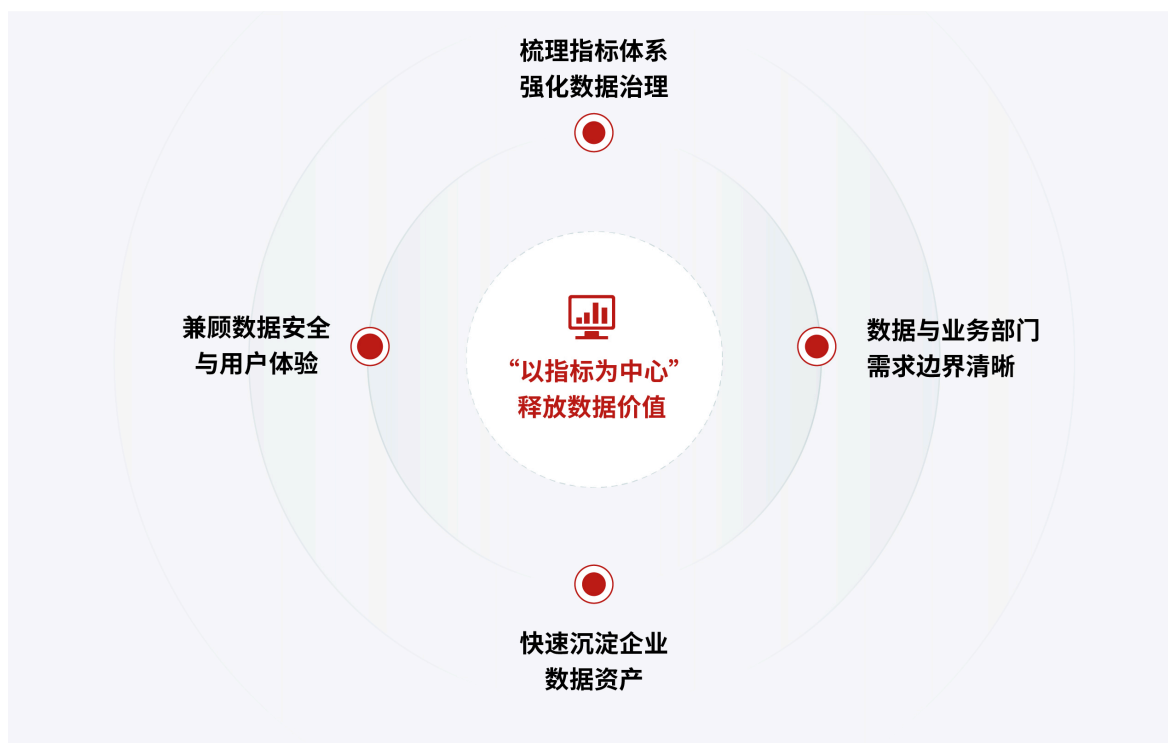 梳理指标体系
强化数据治理
兼顾数据安全
与用户体验
“以指标为中心”
释放数据价值
数据与业务部门
需求边界清晰
快速沉淀企业
数据资产